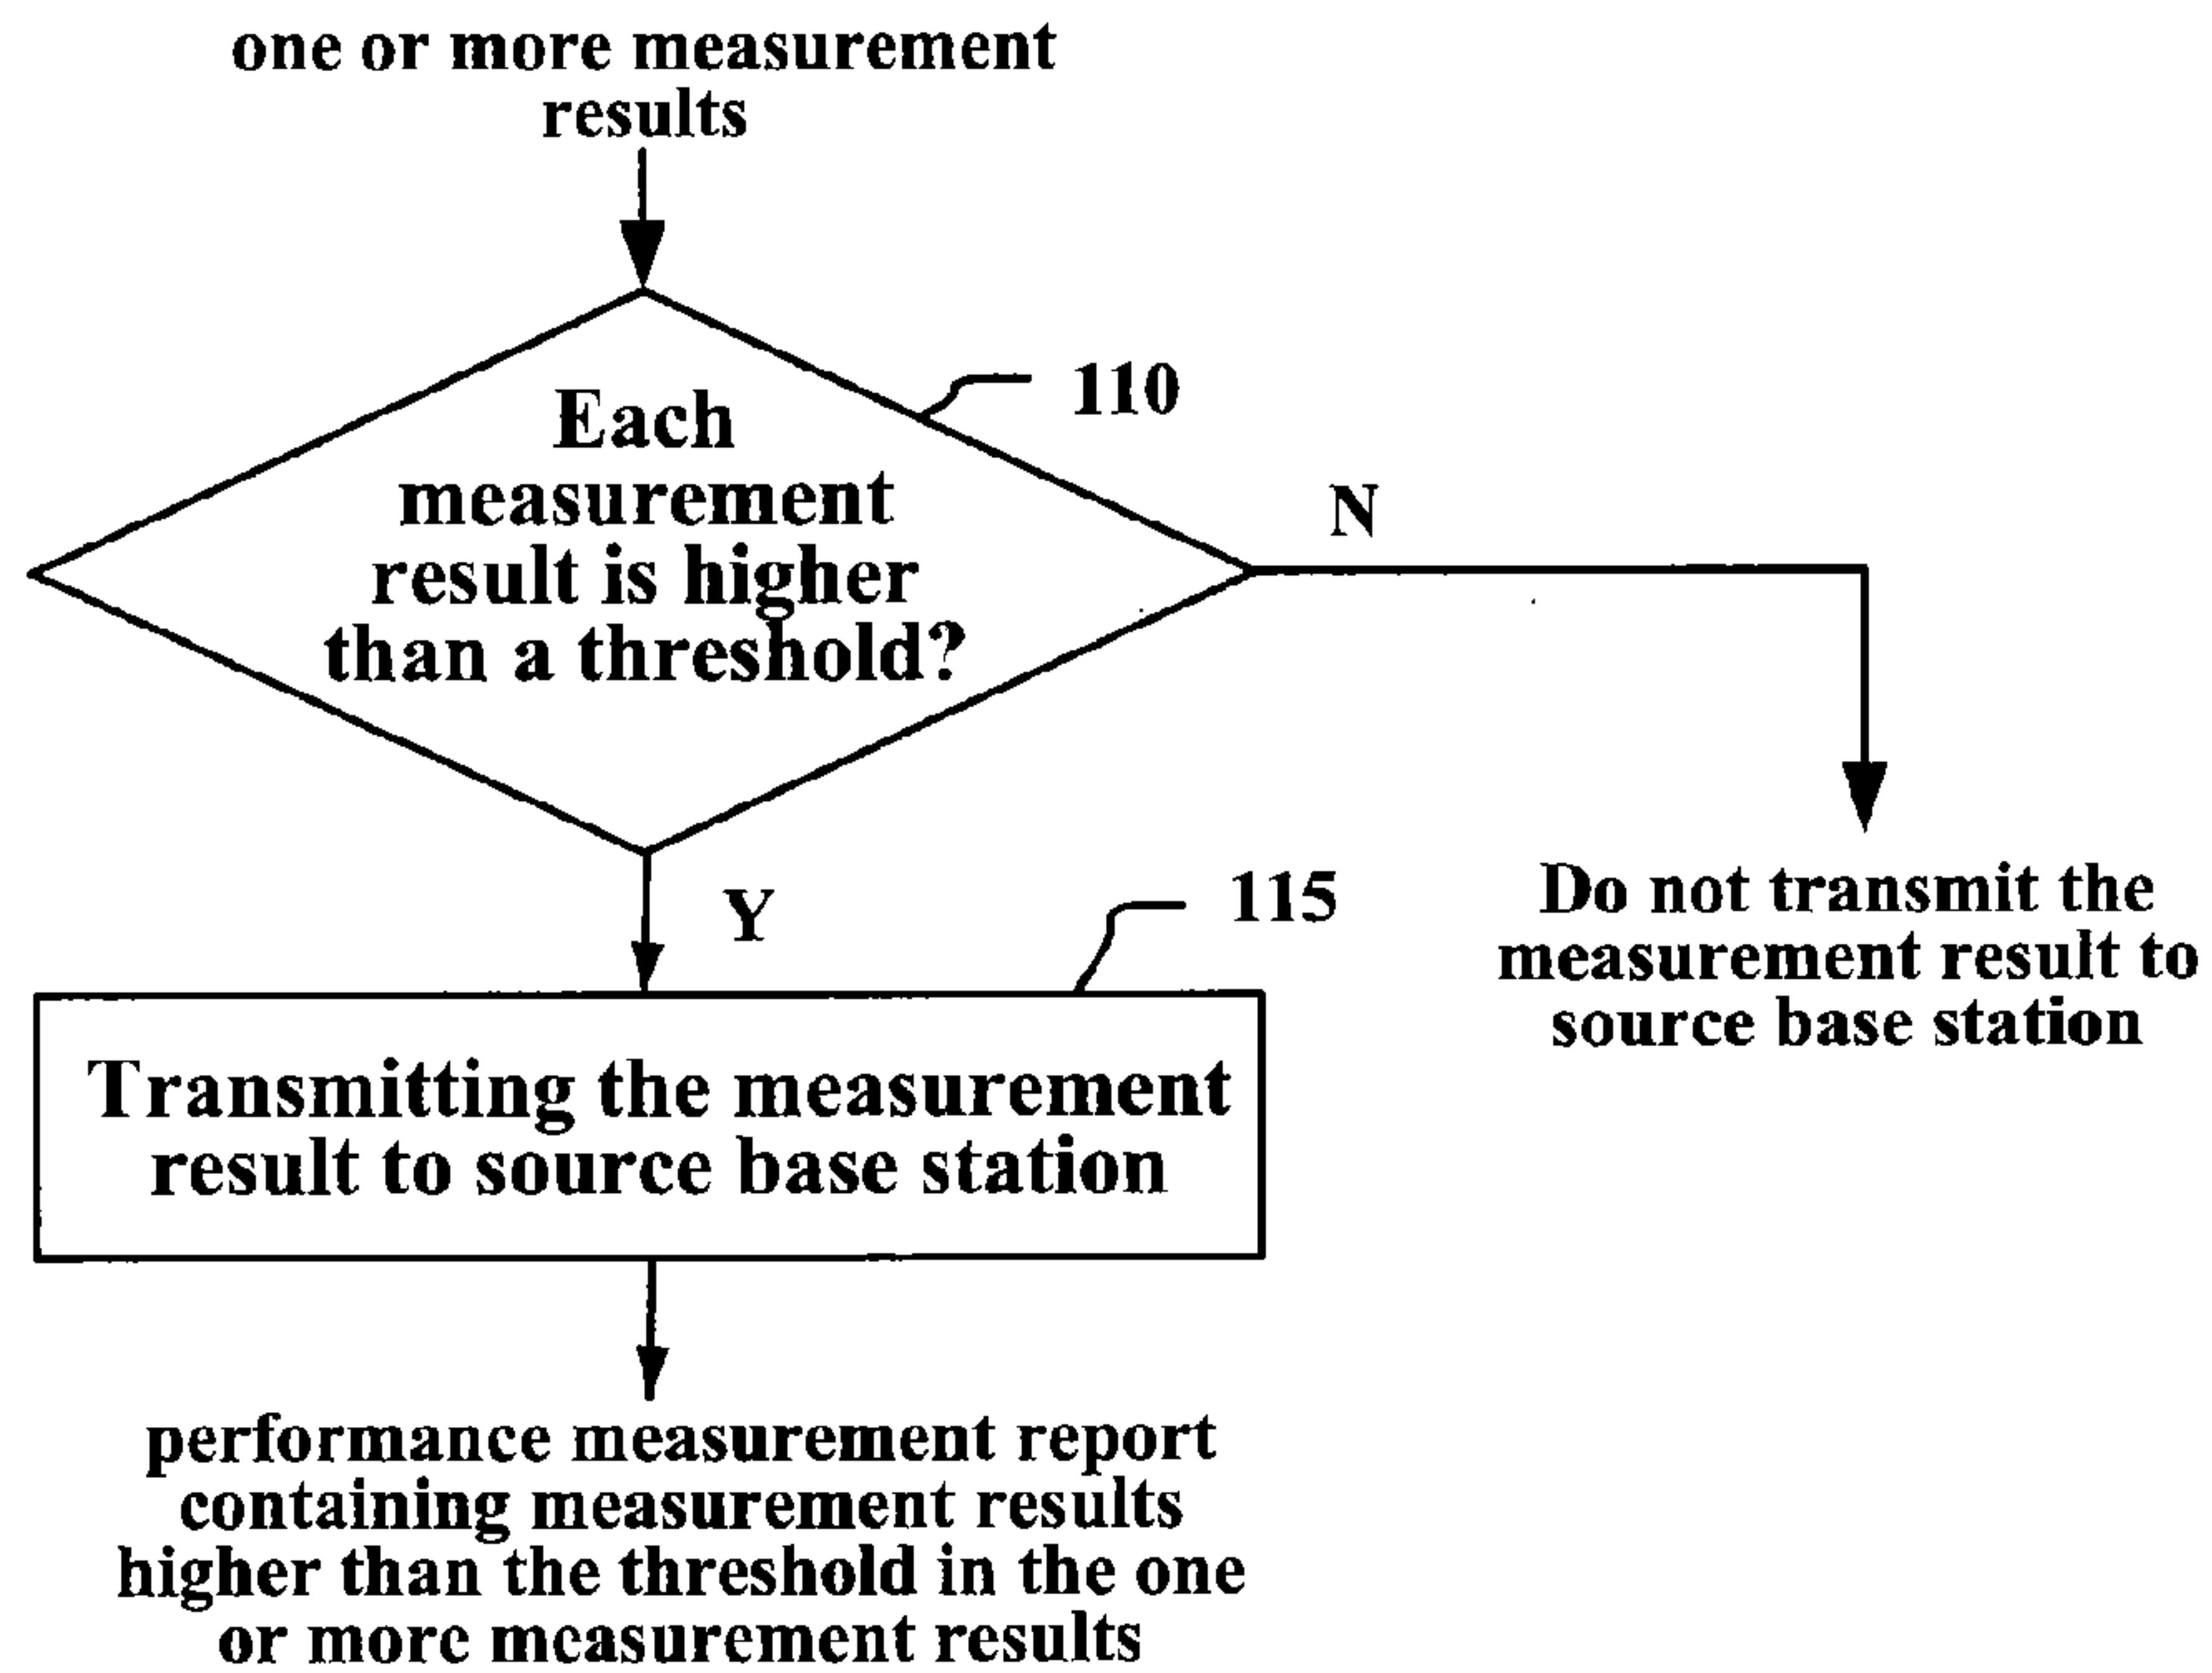 one or more measurement
results
Each
measurement
result is higher
than a threshold?
110
N
Y
115
Do not transmit the
measurement result to
source base station
Transmitting the measurement
result to source base station
performance measurement report
containing measurement results
higher than the threshold in the one
or more measurement results